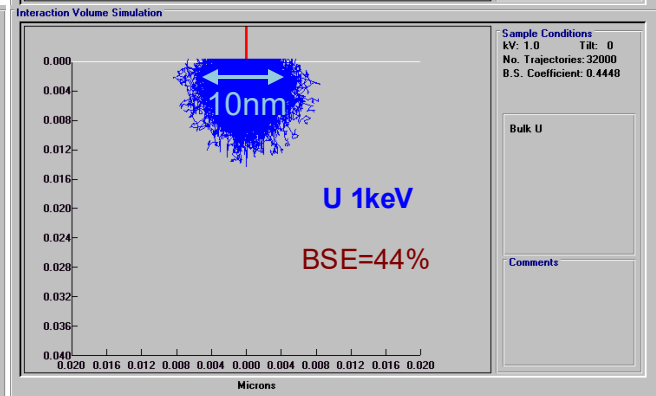 Interaction Volume Simulation
Sample Conditions
kV: 1.0 Tilt: 0
No. Trajectories: 32000
B.S. Coefficient: 0.4448
Bulk U
Comments
0.000
0.004
0.008
0.012
0.016
0.020
0.024
0.028
0.032
0.036
0.040
10nm
U 1keV
BSE=44%
0.020 0.016 0.012 0.008 0.004 0.000 0.004 0.008 0.012 0.016 0.020
Microns